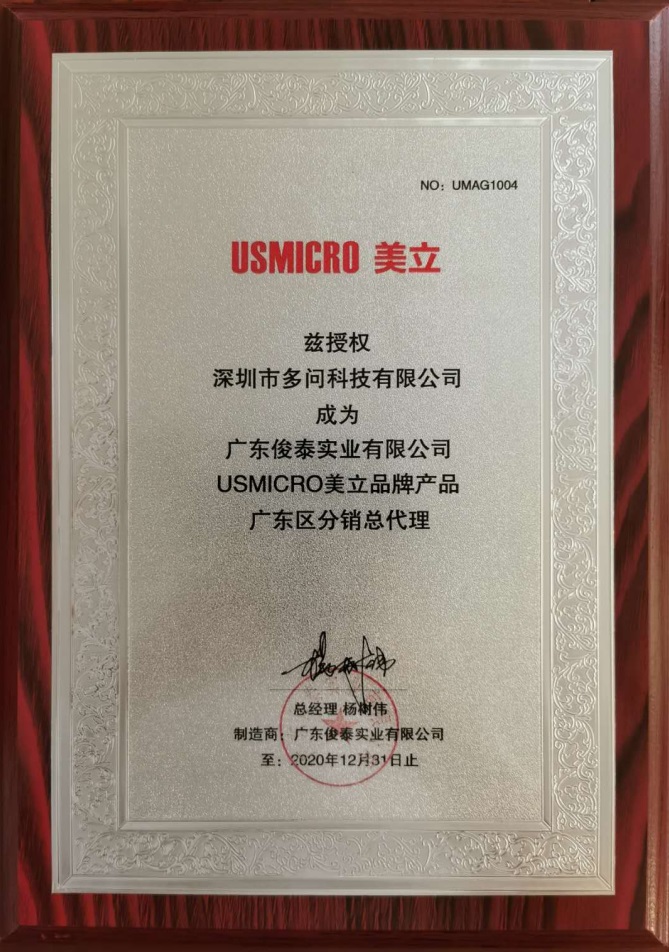 NO：UMAG1004
USMICRO 美立
兹授权
深圳市多问科技有限公司
成为
广东俊泰实业有限公司
USMICRO美立品牌产品
广东区分销总代理
总经理 杨树伟
制造商：广东俊泰实业有限公司
至：2020年12月31日止